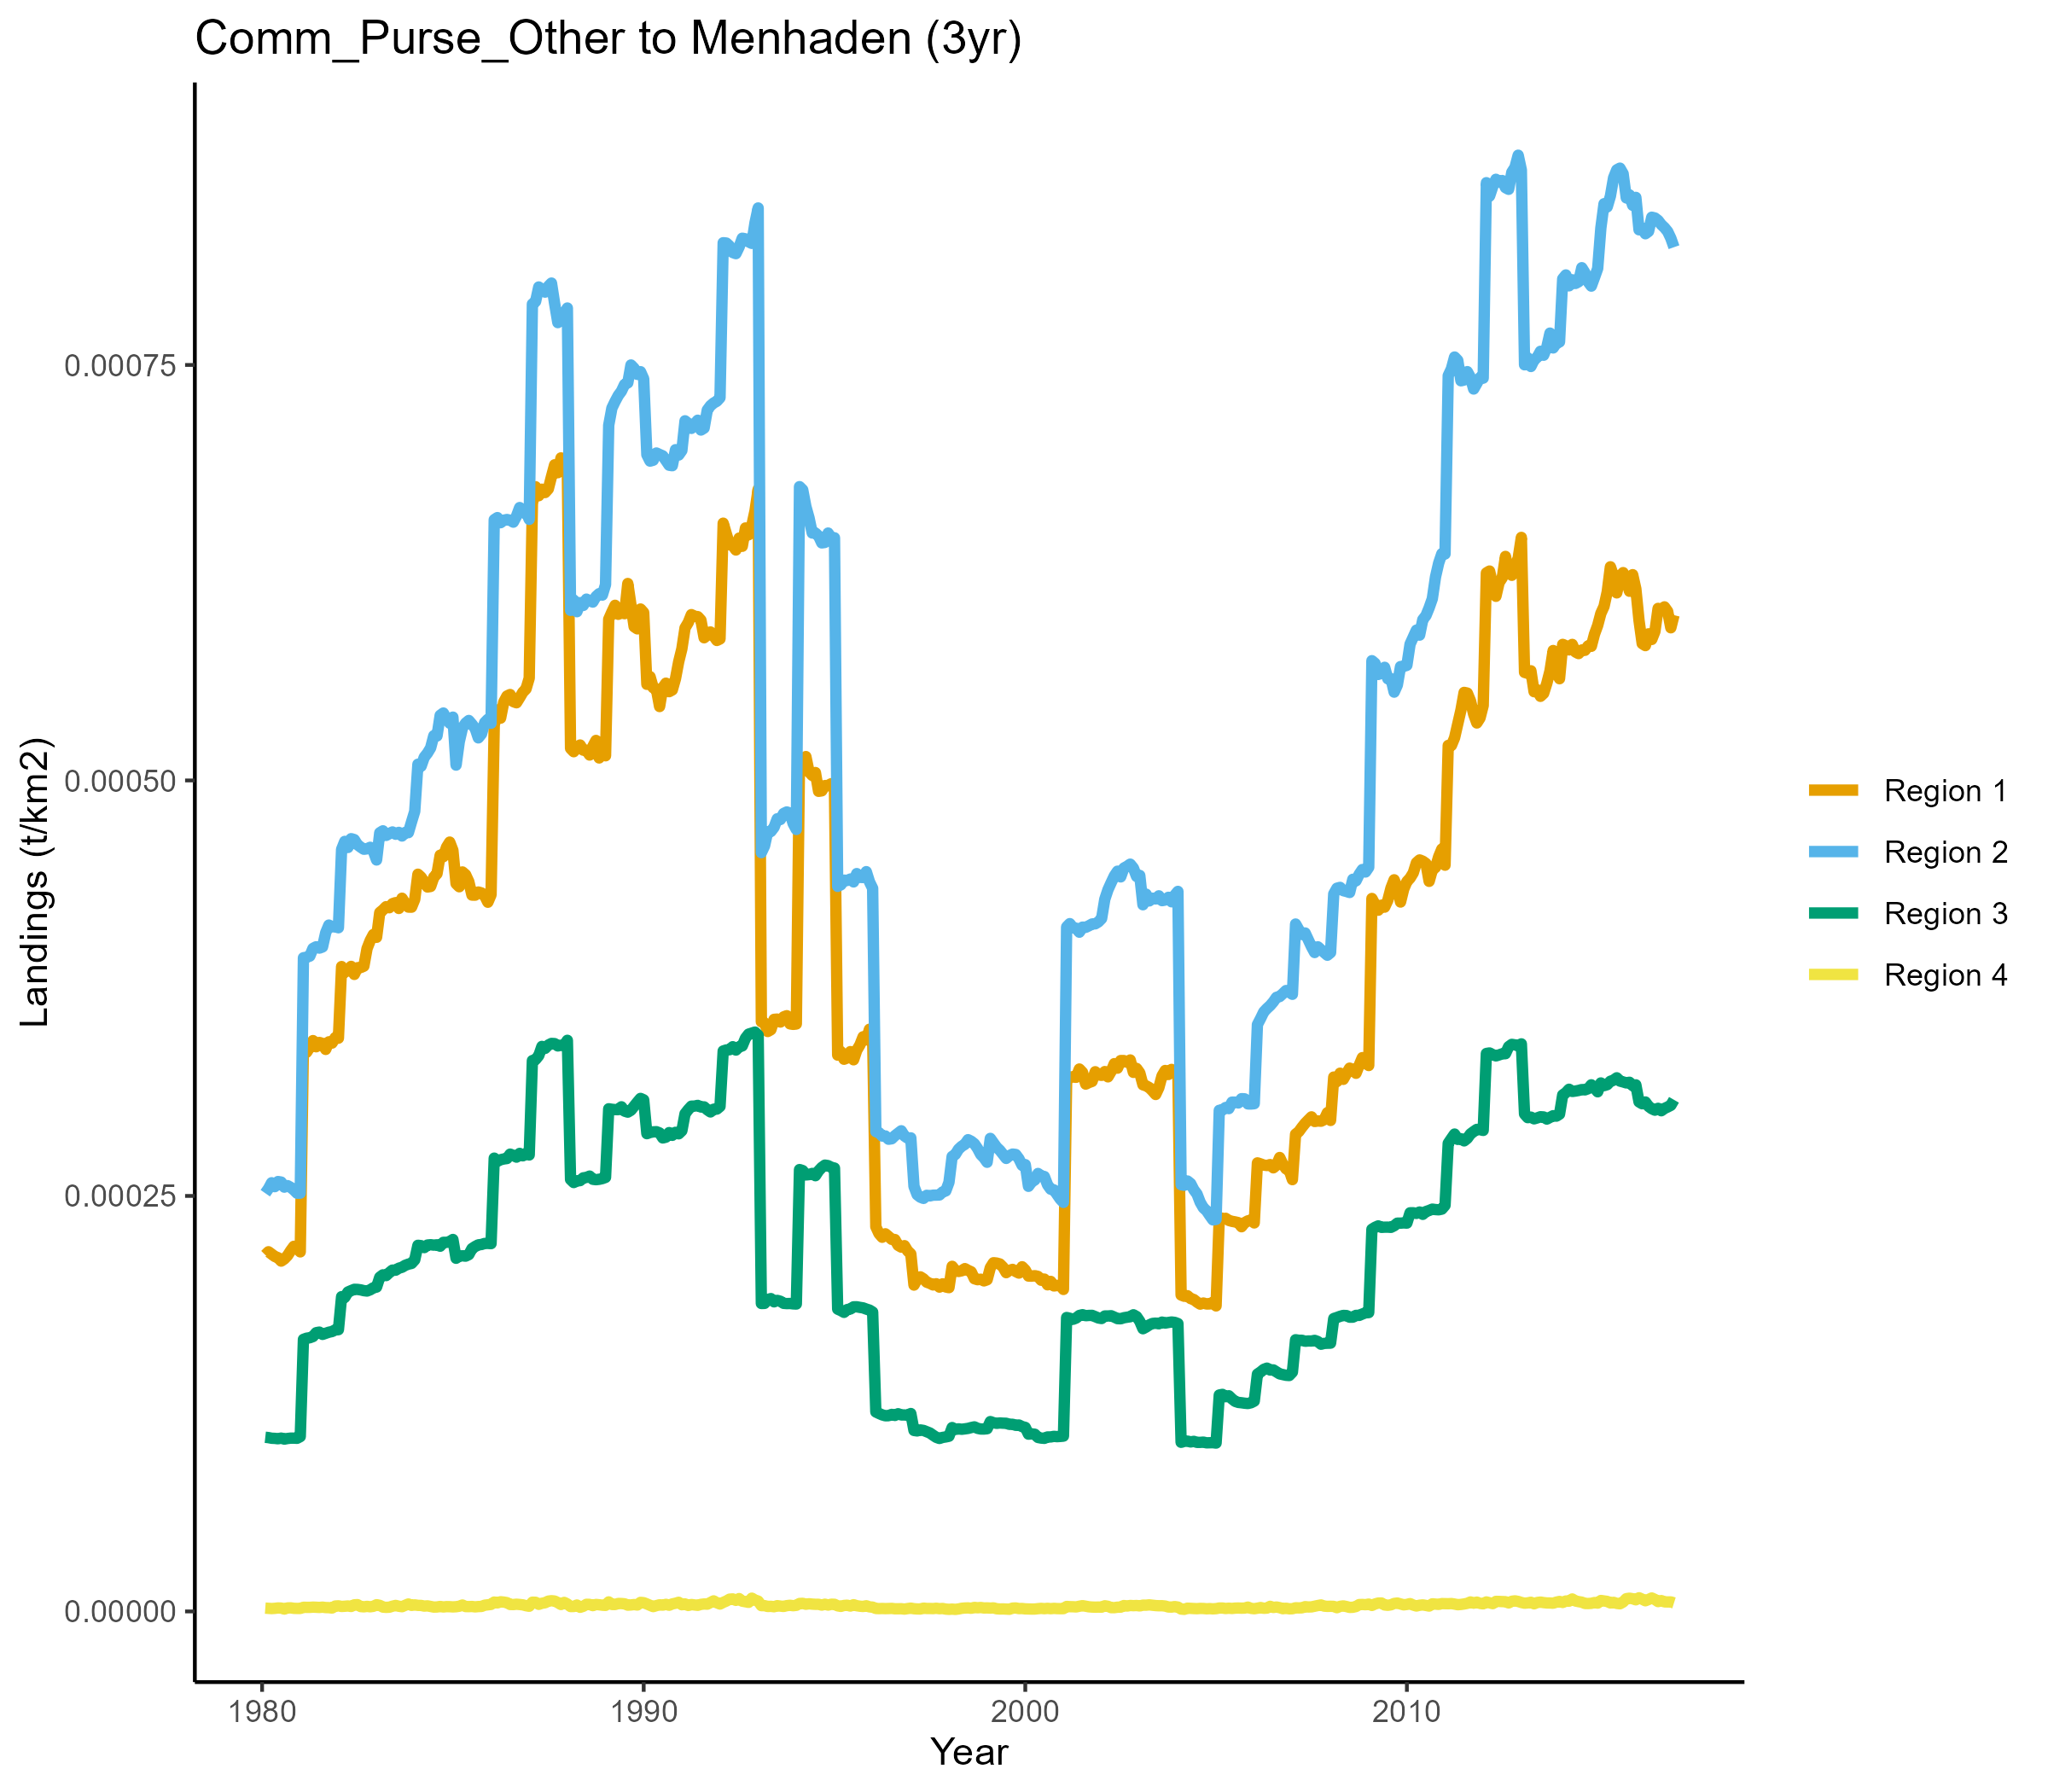 Comm_Purse_Other to Menhaden (3yr)
Landings (t/km2)
0.00075
0.00050
0.00025
0.00000
1980 1990 2000 2010
Year
Region 1
Region 2
Region 3
Region 4